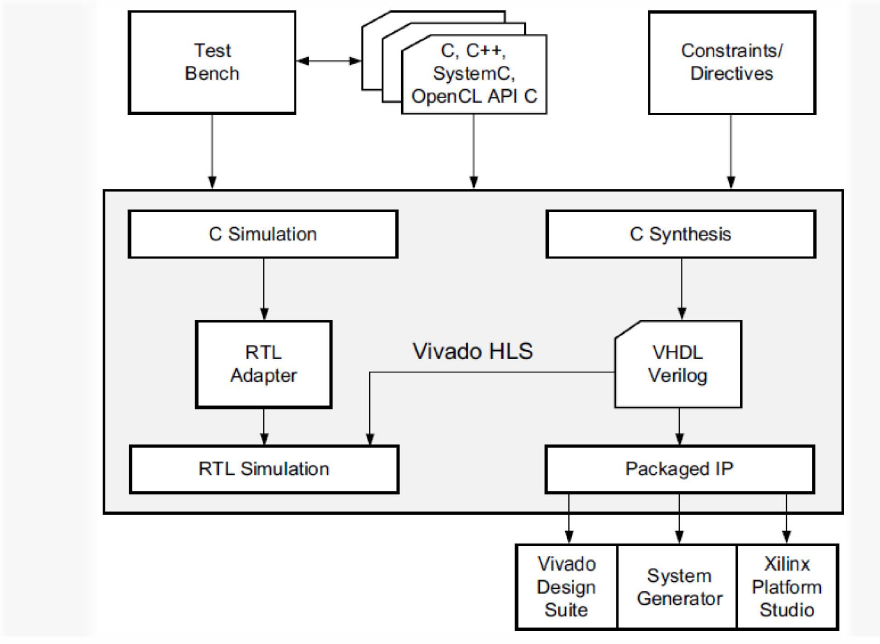 Test
Bench
C, C++,
SystemC,
OpenCL API C
Constraints/
Directives
C Simulation
C Synthesis
RTL
Adapter
Vivado HLS
VHDL
Verilog
RTL Simulation
Packaged IP
Vivado
Design
Suite
System
Generator
Xilinx
Platform
Studio